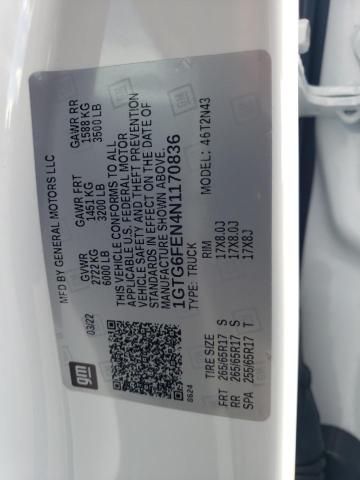 gm
MFD BY GENERAL MOTORS LLC
03/22
GVWR GAWR FRT GAWR RR
2722 KG 1451 KG 1588 KG
6000 LB 3200 LB 3500 LB
THIS VEHICLE CONFORMS TO ALL
APPLICABLE U.S. FEDERAL MOTOR
VEHICLE SAFETY, AND THEFT PREVENTION
STANDARDS IN EFFECT ON THE DATE OF
MANUFACTURE SHOWN ABOVE.
1GTG6FEN4N1170836
TYPE: TRUCK MODEL: 46T2N43
8624
TIRE SIZE RIM
FRT 265/65R17 S 17X8.0J
RR 265/65R17 S 17X8.0J
SPA 255/65R17 T 17X8J